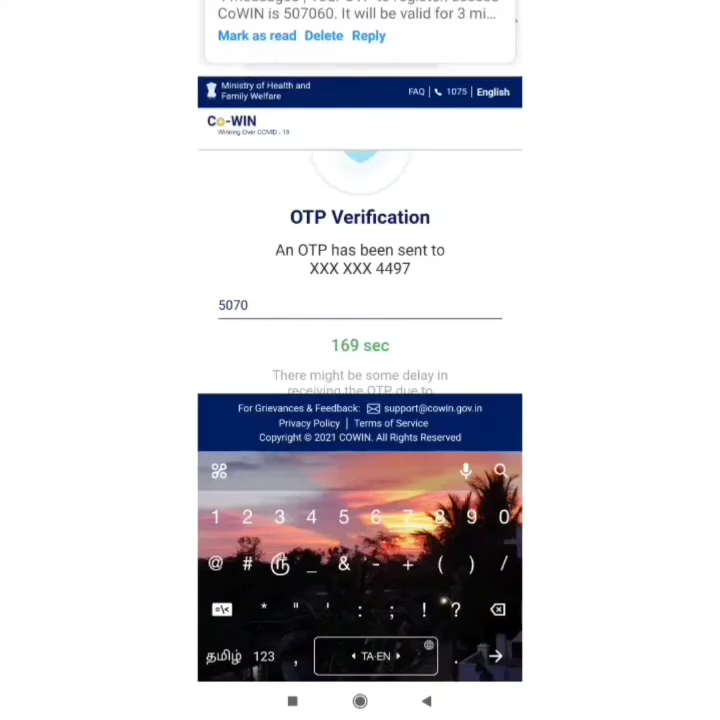 CoWIN is 507060. It will be valid for 3 mi...
Mark as read Delete Reply
Ministry of Health and
Family Welfare
FAQ | 1075 | English
Co-WIN
Winning Over COVID - 19
OTP Verification
An OTP has been sent to
XXX XXX 4497
5070
169 sec
There might be some delay in
receiving the OTP due to
For Grievances & Feedback: support@cowin.gov.in
Privacy Policy | Terms of Service
Copyright © 2021 COWIN. All Rights Reserved
1 2 3 4 5 6 7 8 9 0
@ # _ & - + ( ) /
=\< * " ' : ; ! ?
தமிழ் 123 , TA-EN .